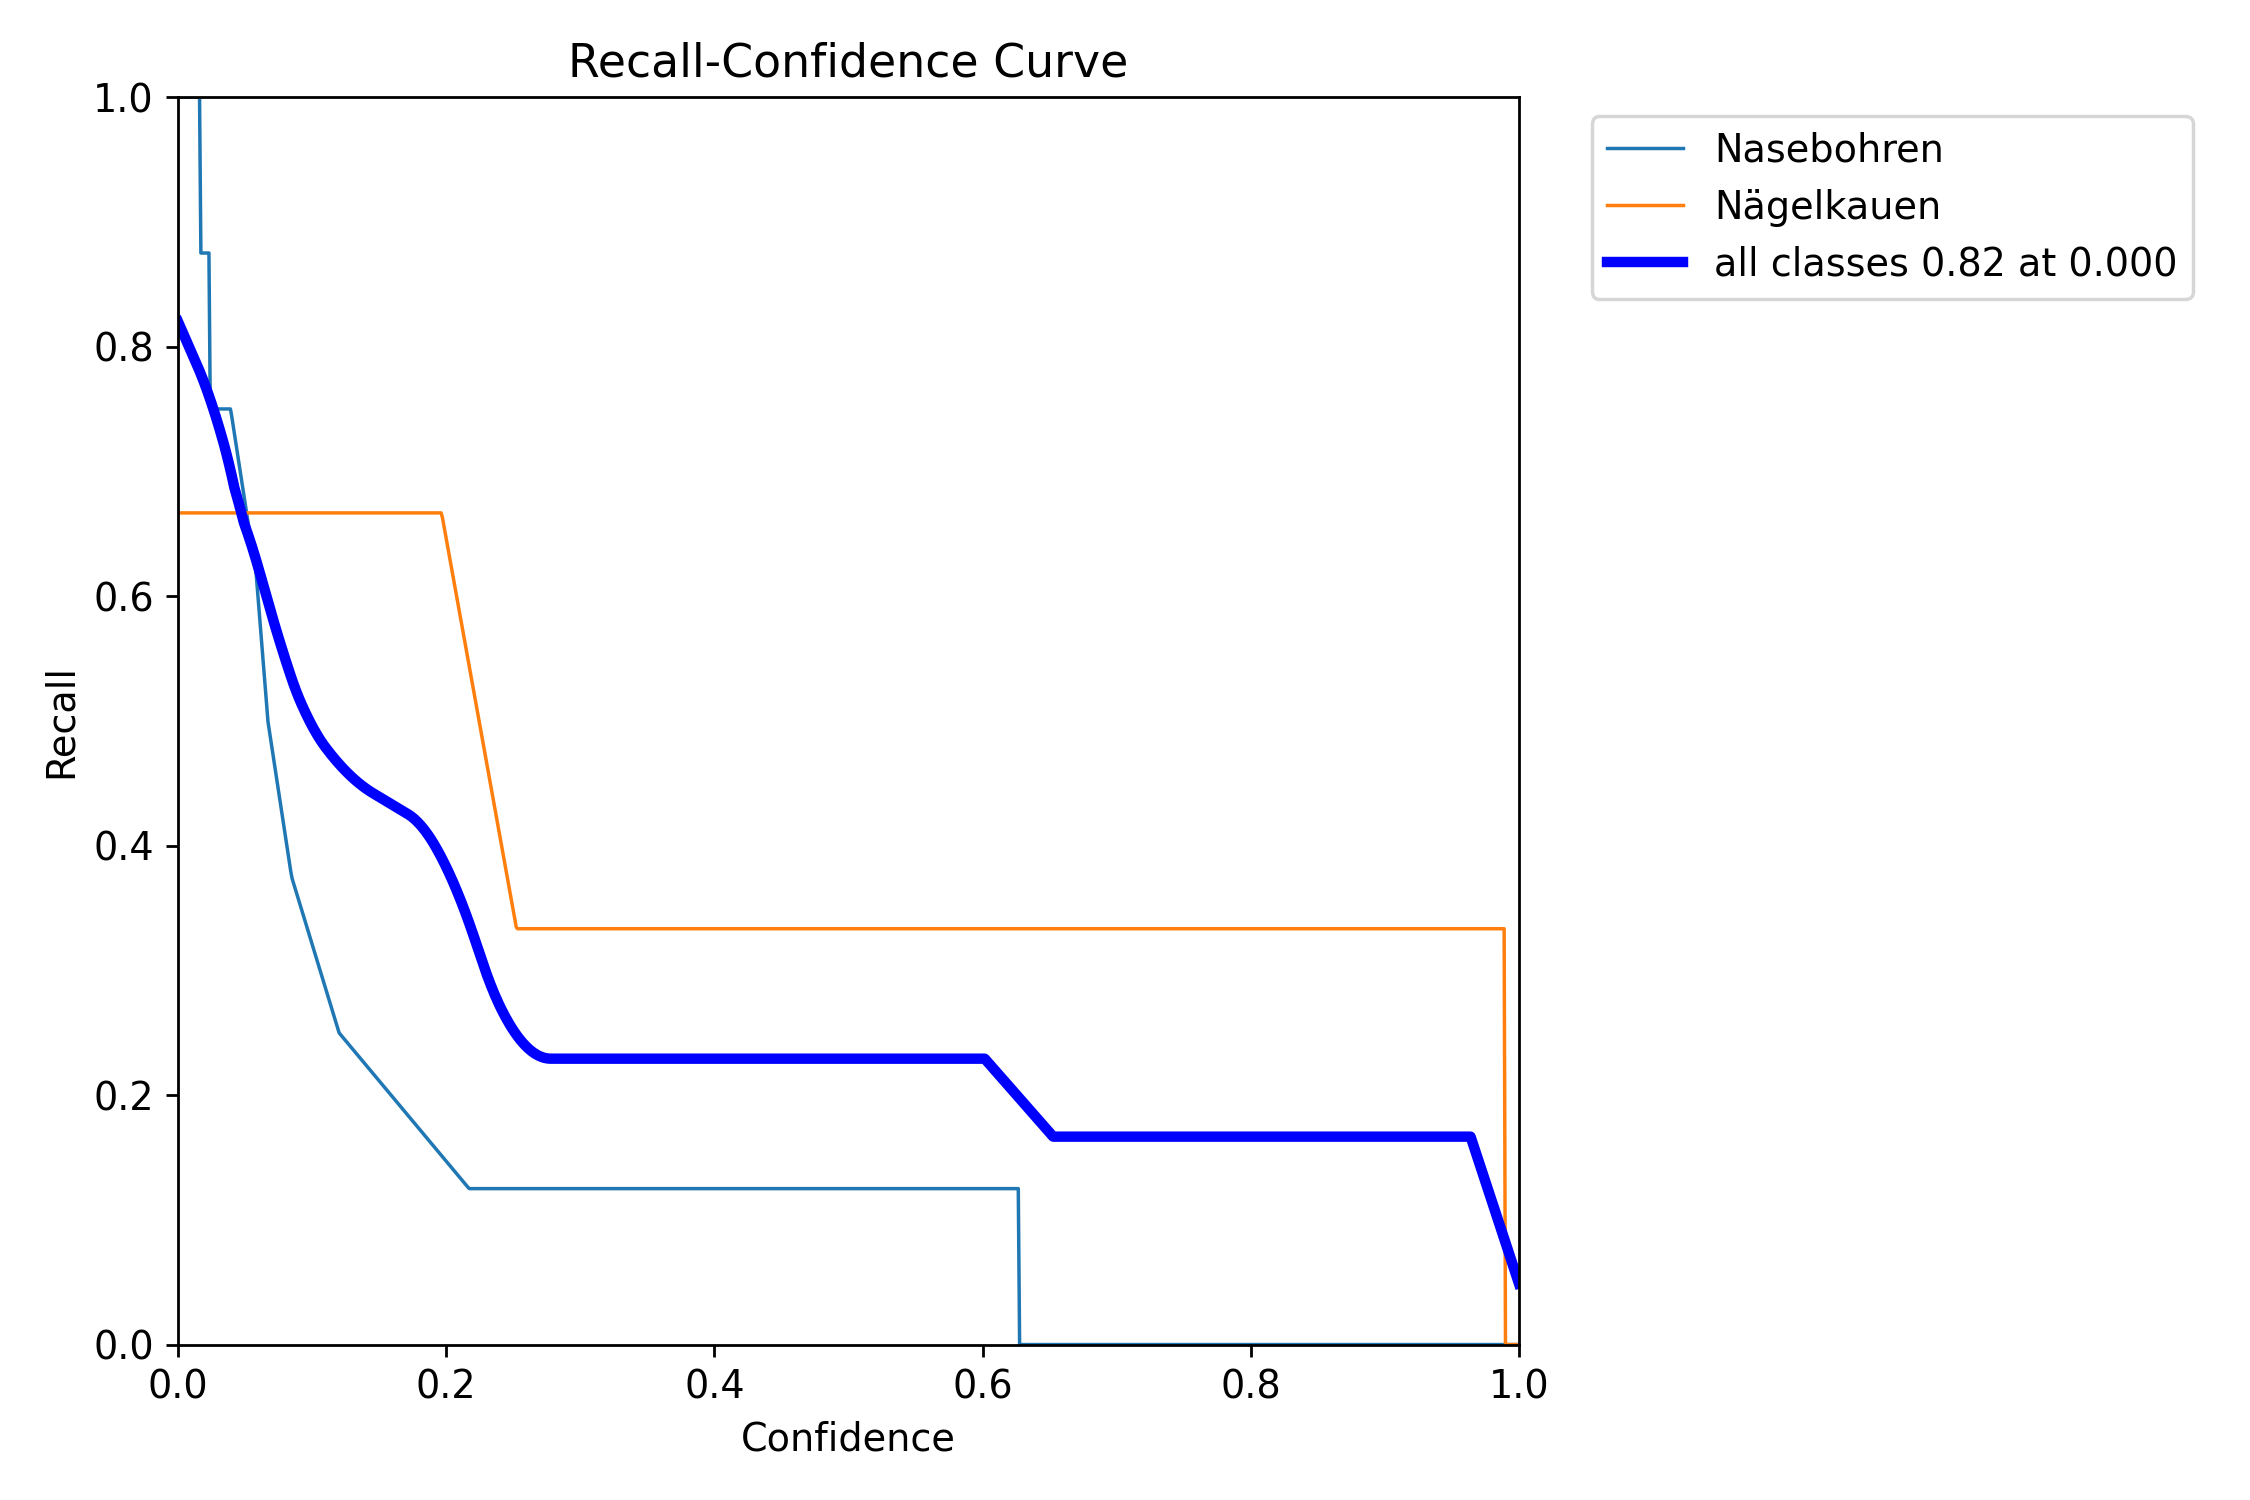 Recall-Confidence Curve
1.0
0.8
0.6
0.4
0.2
0.0
Recall
0.0 0.2 0.4 0.6 0.8 1.0
Confidence
Nasebohren
Nägelkauen
all classes 0.82 at 0.000